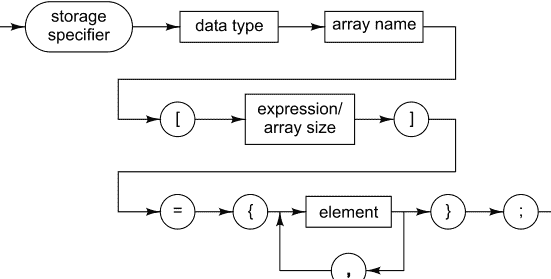 storage
specifier
data type
array name
[
expression/
array size
]
=
{
element
}
;
,